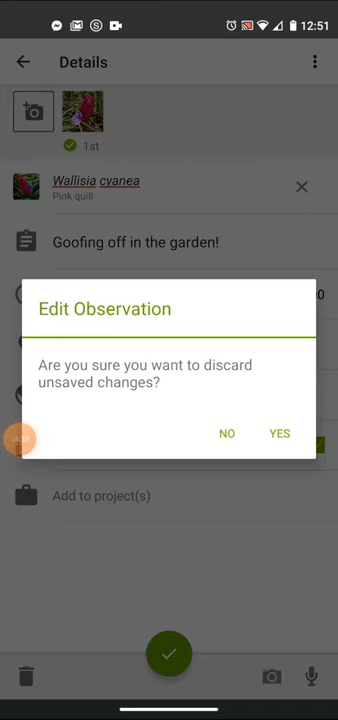 12:51
Details
1st
Wallisia cyanea
Pink quill
Goofing off in the garden!
Edit Observation
Are you sure you want to discard
unsaved changes?
NO
YES
Add to project(s)